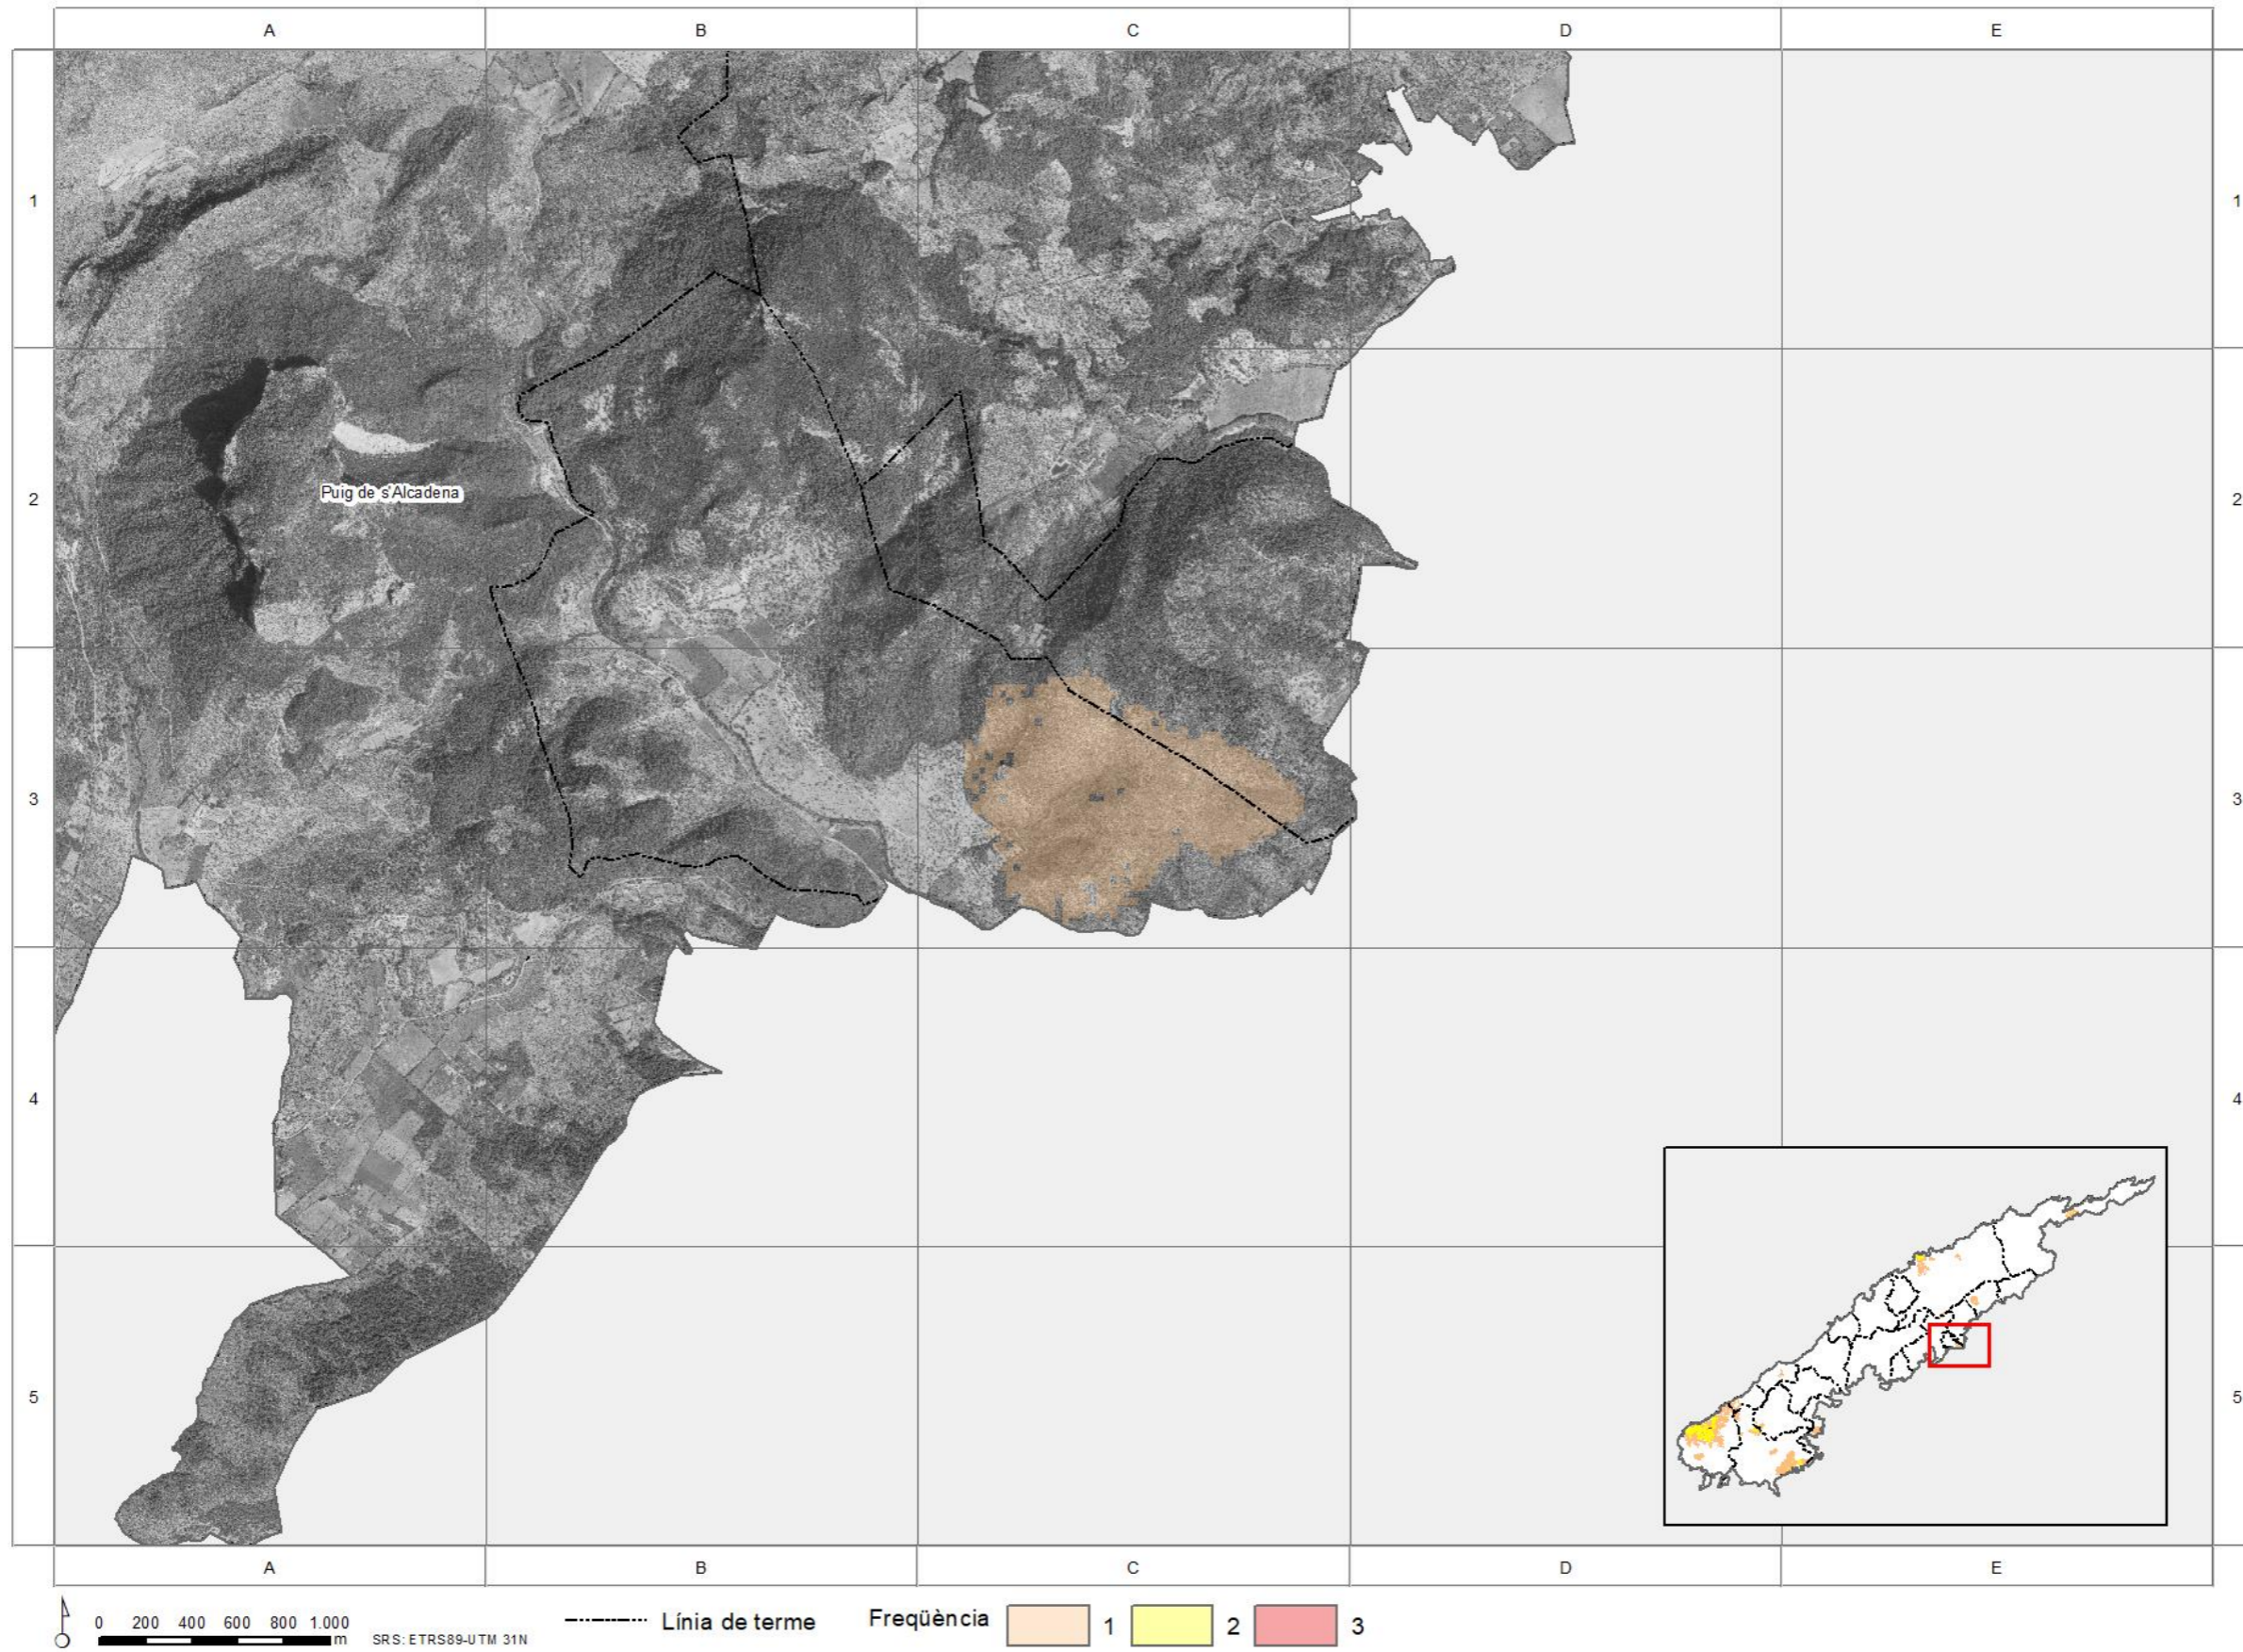 A B C D E
1 1
2 2
Puig de s'Alcadena
3 3
4 4
5 5
A B C D E
0 200 400 600 800 1.000
m
SRS: ETRS89-UTM 31N
Línia de terme
Freqüència 1 2 3